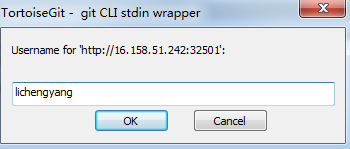 TortoiseGit - git CLI stdin wrapper
Username for 'http://16.158.51.242:32501':
lichengyang
OK
Cancel